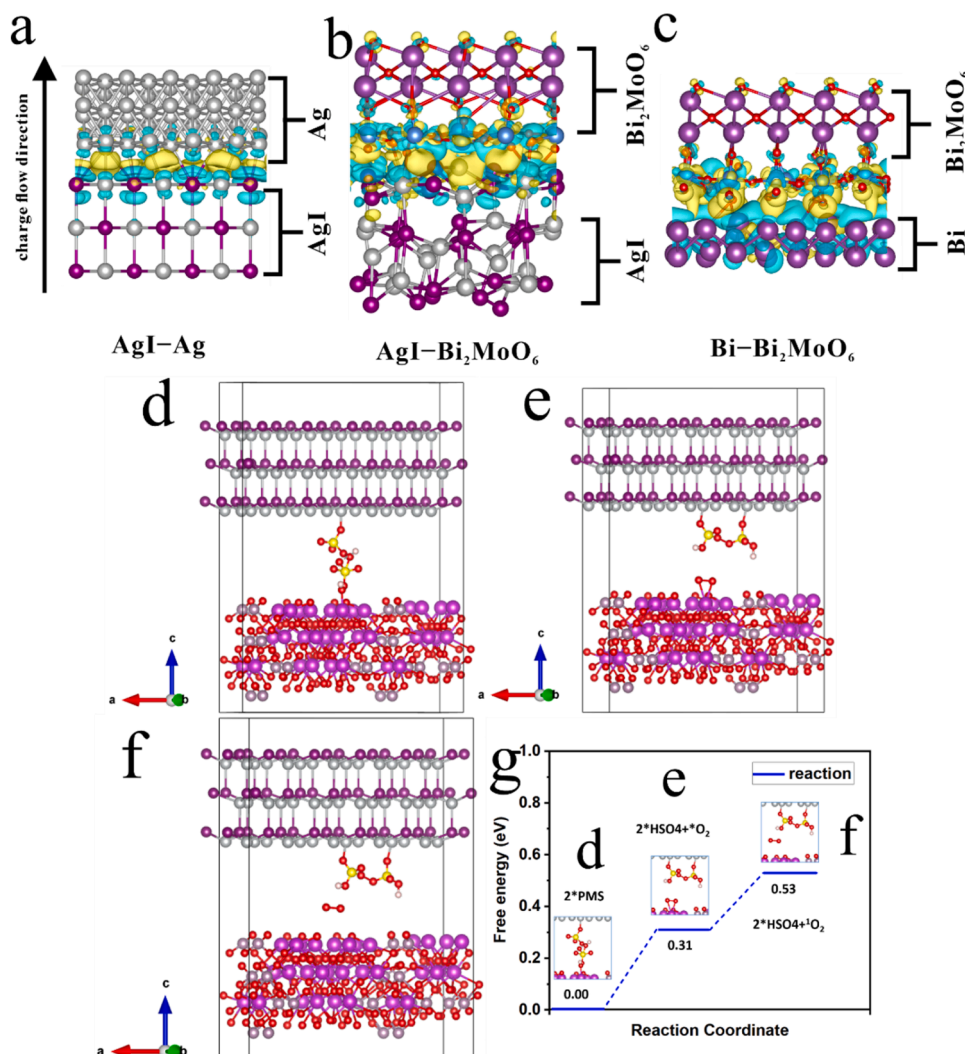 a
b
c
charge flow direction
Ag
AgI
Bi₂MoO₆
AgI
Bi₂MoO₆
Bi
AgI−Ag
AgI−Bi₂MoO₆
Bi−Bi₂MoO₆
d
e
c
a
b
c
a
b
f
c
a
b
g
Free energy (eV)
1.0
0.8
0.6
0.4
0.2
0.0
reaction
e
d
f
2*PMS
0.00
2*HSO4+*O₂
0.31
0.53
2*HSO4+¹O₂
Reaction Coordinate